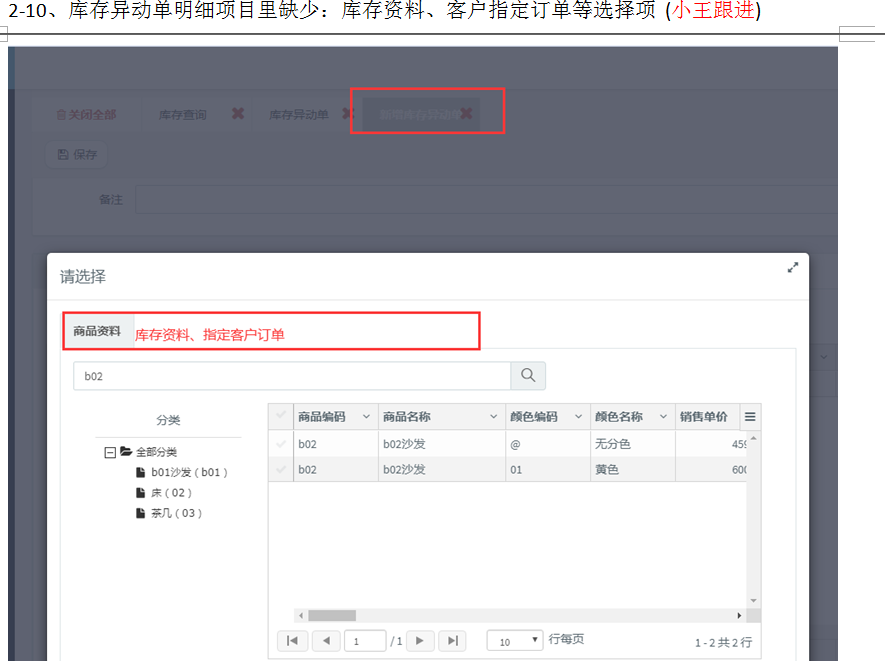 2-10、库存异动单明细项目里缺少：库存资料、客户指定订单等选择项 (小王跟进)
关闭全部 库存查询 库存异动单 新增库存异动单
保存
备注
请选择
商品资料 库存资料、指定客户订单
b02
分类
全部分类
b01沙发 ( b01 )
床 ( 02 )
茶几 ( 03 )
商品编码 商品名称 颜色编码 颜色名称 销售单价
b02 b02沙发 @ 无分色 459
b02 b02沙发 01 黄色 600
1 / 1 10 行每页 1 - 2 共 2 行